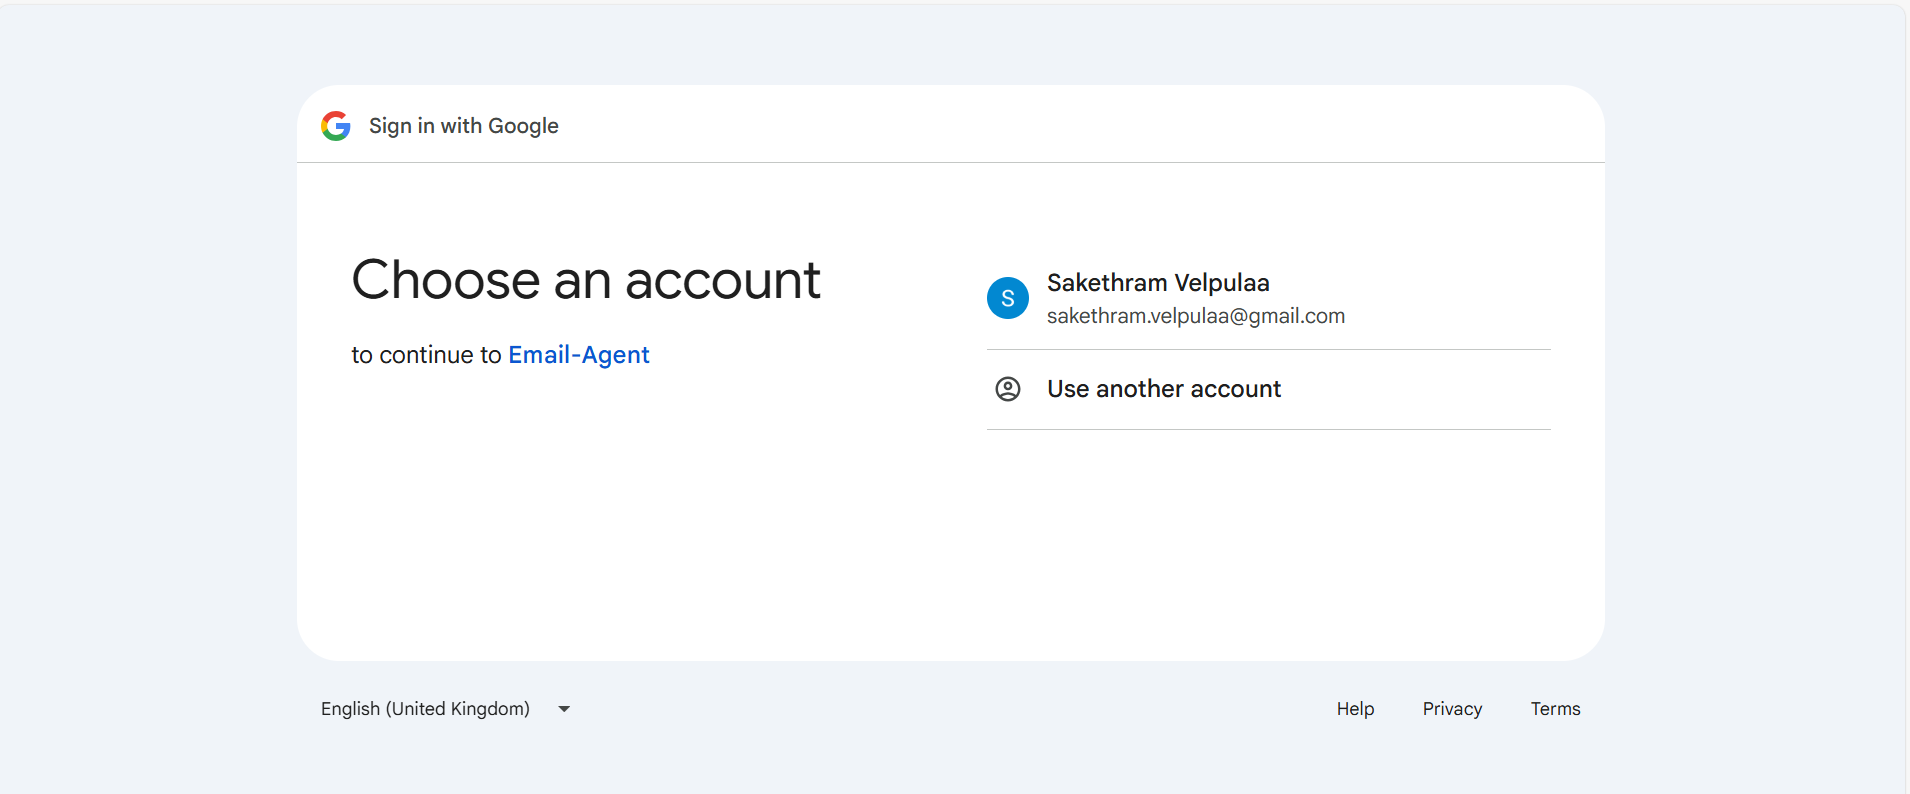 Sign in with Google
Choose an account
to continue to Email-Agent
S
Sakethram Velpulaa
sakethram.velpulaa@gmail.com
Use another account
English (United Kingdom)
Help
Privacy
Terms